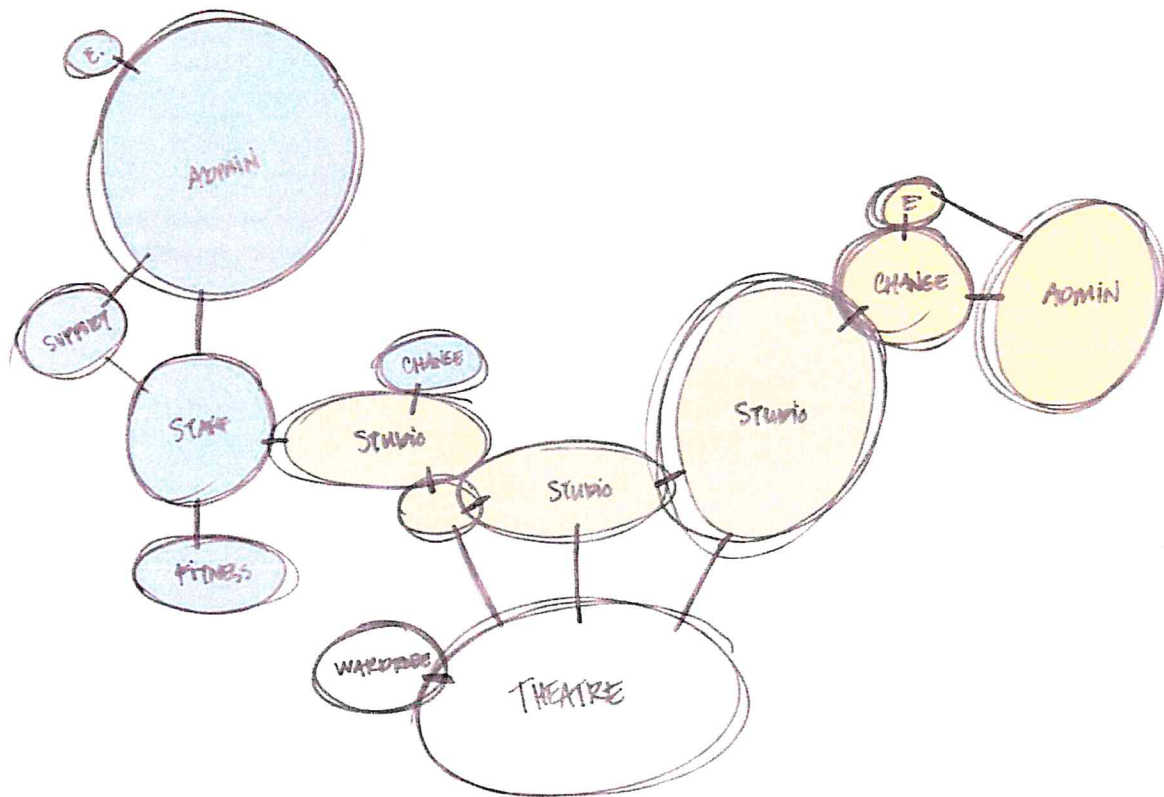 E.
ADMIN
E
CHANGE
ADMIN
SUPPORT
CHANGE
STAFF
STUDIO
STUDIO
STUDIO
FITNESS
WARDROBE
THEATRE